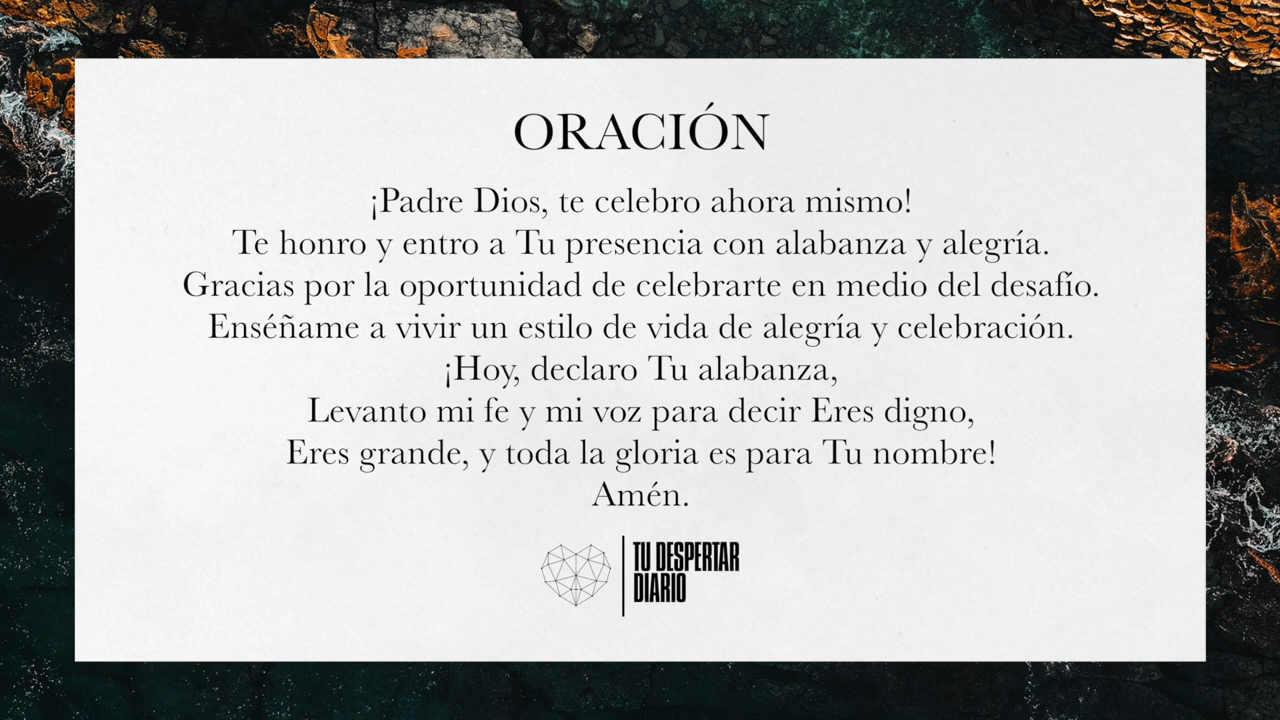 ORACIÓN
¡Padre Dios, te celebro ahora mismo!
Te honro y entro a Tu presencia con alabanza y alegría.
Gracias por la oportunidad de celebrarte en medio del desafío.
Enséñame a vivir un estilo de vida de alegría y celebración.
¡Hoy, declaro Tu alabanza,
Levanto mi fe y mi voz para decir Eres digno,
Eres grande, y toda la gloria es para Tu nombre!
Amén.
TU DESPERTAR
DIARIO